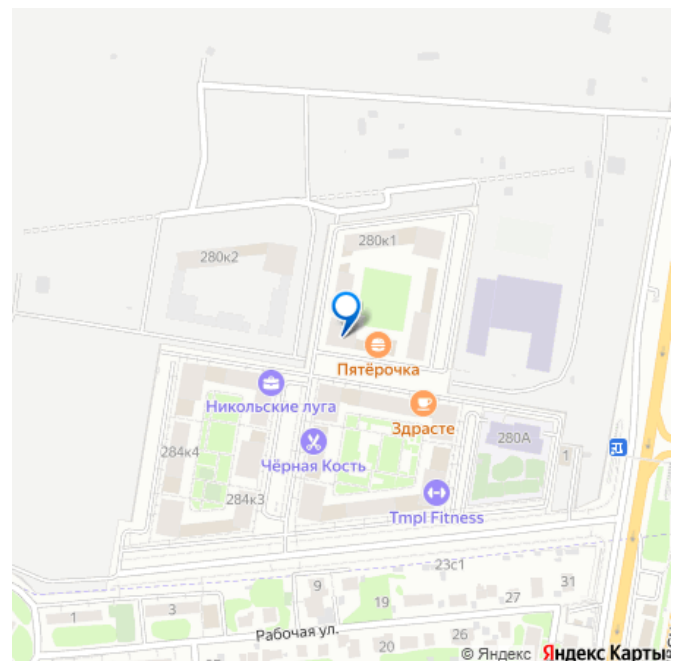 280к1
280к2
Пятёрочка
Никольские луга
Здрасте
280А
Чёрная Кость
284к4
1
284к3
Tmpl Fitness
23с1
9
31
27
19
1
3
Рабочая ул.
26
20
© Яндекс Яндекс Карты